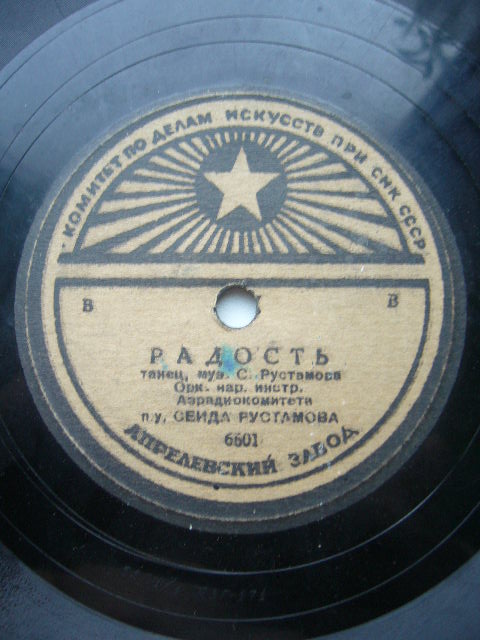 КОМИТЕТ ПО ДЕЛАМ ИСКУССТВ ПРИ СНК СССР
В В
РАДОСТЬ
танец, муз. С. Рустамова
Орк. нар. инстр.
Азрадиокомитета
п/у. СЕИДА РУСТАМОВА
6601
АПРЕЛЕВСКИЙ ЗАВОД